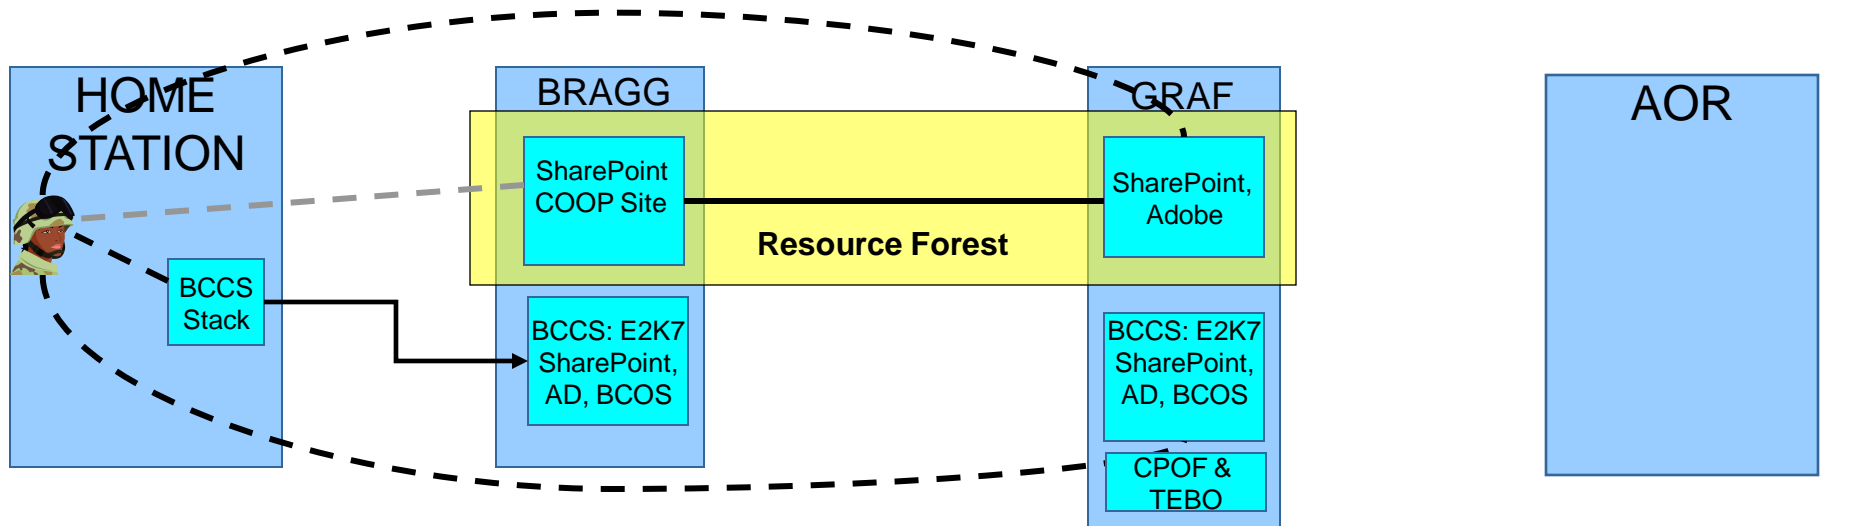 HOME
STATION
BRAGG
GRAF
AOR
SharePoint
COOP Site
SharePoint,
Adobe
Resource Forest
BCCS
Stack
BCCS: E2K7
SharePoint,
AD, BCOS
BCCS: E2K7
SharePoint,
AD, BCOS
CPOF &
TEBO